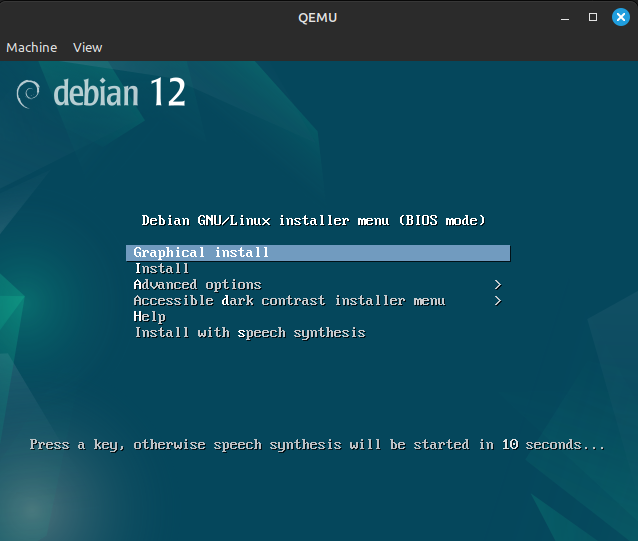 QEMU
Machine View
debian 12
Debian GNU/Linux installer menu (BIOS mode)
Graphical install
Install
Advanced options >
Accessible dark contrast installer menu >
Help
Install with speech synthesis
Press a key, otherwise speech synthesis will be started in 10 seconds...